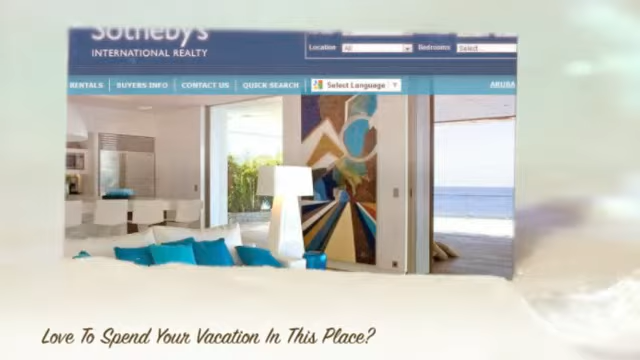 Sotheby's
INTERNATIONAL REALTY
Location All Bedrooms Select
RENTALS BUYERS INFO CONTACT US QUICK SEARCH Select Language ARUBA
Love To Spend Your Vacation In This Place?